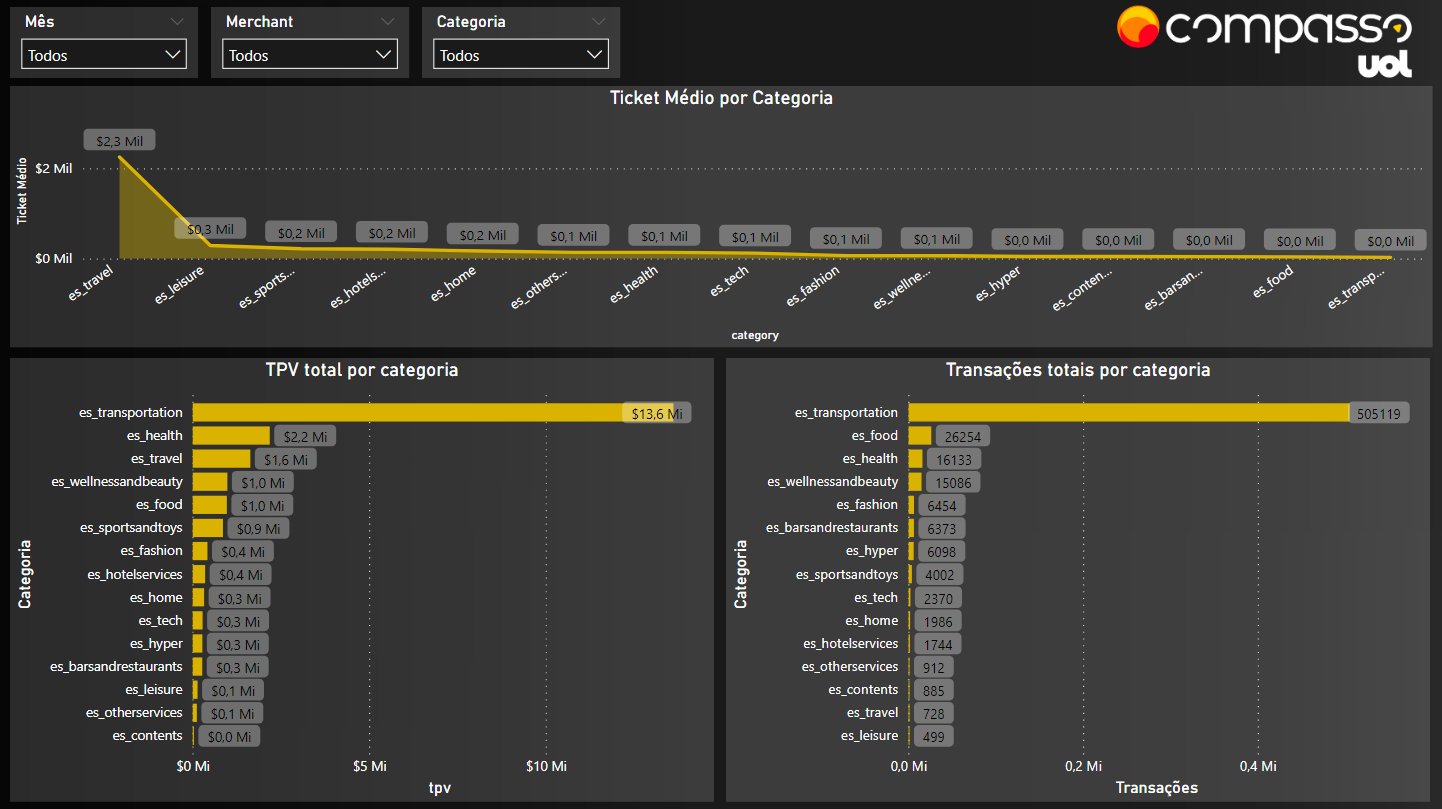 Mês
Todos
Merchant
Todos
Categoria
Todos
compasso
uol
Ticket Médio por Categoria
Ticket Médio
$2 Mil
$0 Mil
$2,3 Mil
$0,3 Mil
$0,2 Mil
$0,2 Mil
$0,2 Mil
$0,1 Mil
$0,1 Mil
$0,1 Mil
$0,1 Mil
$0,1 Mil
$0,0 Mil
$0,0 Mil
$0,0 Mil
$0,0 Mil
$0,0 Mil
es_travel
es_leisure
es_sports...
es_hotels...
es_home
es_others...
es_health
es_tech
es_fashion
es_wellne...
es_hyper
es_conten...
es_barsan...
es_food
es_transp...
category
TPV total por categoria
Categoria
es_transportation $13,6 Mi
es_health $2,2 Mi
es_travel $1,6 Mi
es_wellnessandbeauty $1,0 Mi
es_food $1,0 Mi
es_sportsandtoys $0,9 Mi
es_fashion $0,4 Mi
es_hotelservices $0,4 Mi
es_home $0,3 Mi
es_tech $0,3 Mi
es_hyper $0,3 Mi
es_barsandrestaurants $0,3 Mi
es_leisure $0,1 Mi
es_otherservices $0,1 Mi
es_contents $0,0 Mi
$0 Mi $5 Mi $10 Mi
tpv
Transações totais por categoria
Categoria
es_transportation 505119
es_food 26254
es_health 16133
es_wellnessandbeauty 15086
es_fashion 6454
es_barsandrestaurants 6373
es_hyper 6098
es_sportsandtoys 4002
es_tech 2370
es_home 1986
es_hotelservices 1744
es_otherservices 912
es_contents 885
es_travel 728
es_leisure 499
0,0 Mi 0,2 Mi 0,4 Mi
Transações